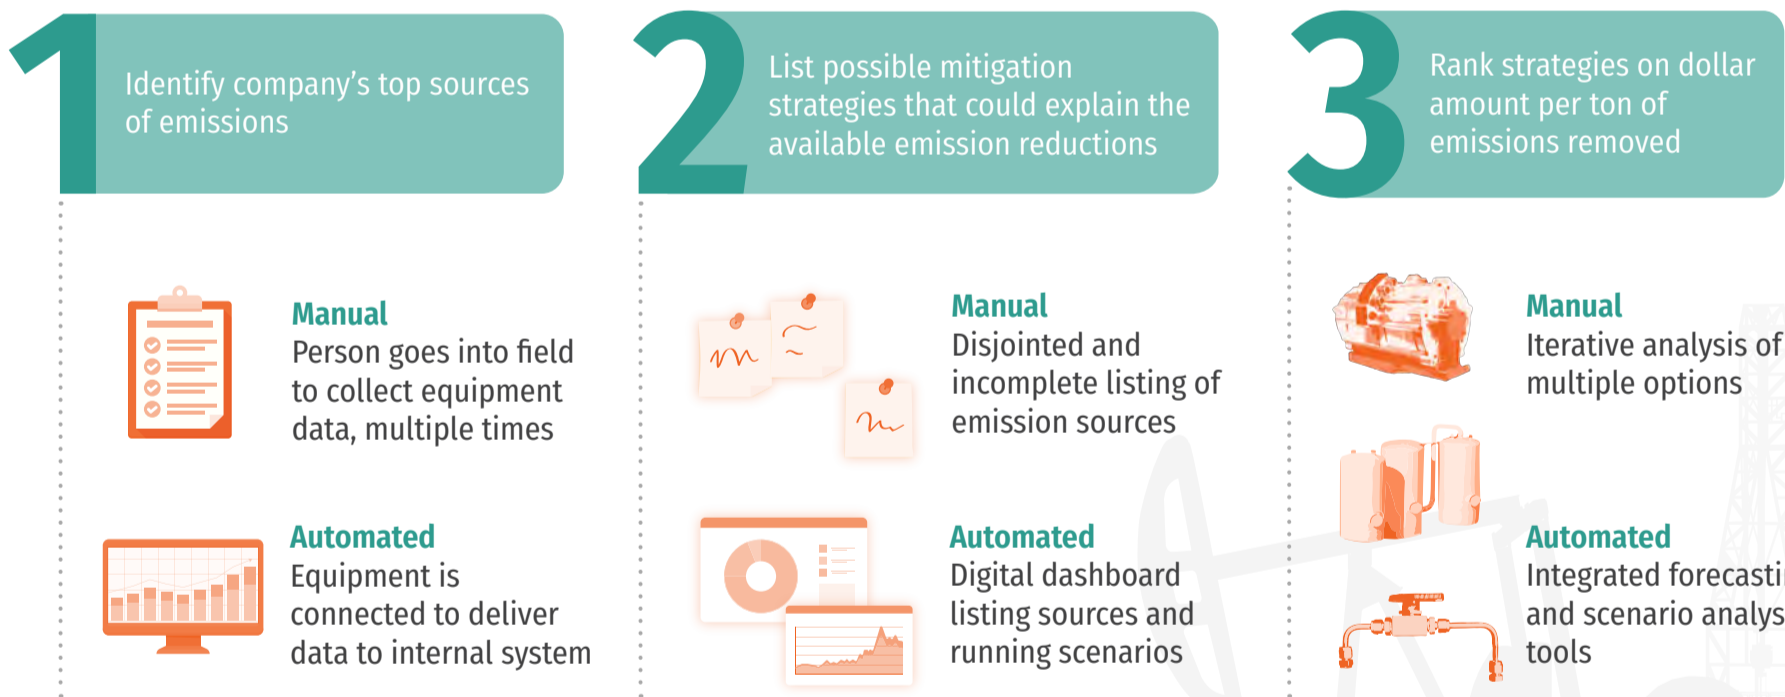 1
Identify company's top sources
of emissions
Manual
Person goes into field
to collect equipment
data, multiple times
Automated
Equipment is
connected to deliver
data to internal system
2
List possible mitigation
strategies that could explain the
available emission reductions
Manual
Disjointed and
incomplete listing of
emission sources
Automated
Digital dashboard
listing sources and
running scenarios
3
Rank strategies on dollar
amount per ton of
emissions removed
Manual
Iterative analysis of
multiple options
Automated
Integrated
and scenario
tools